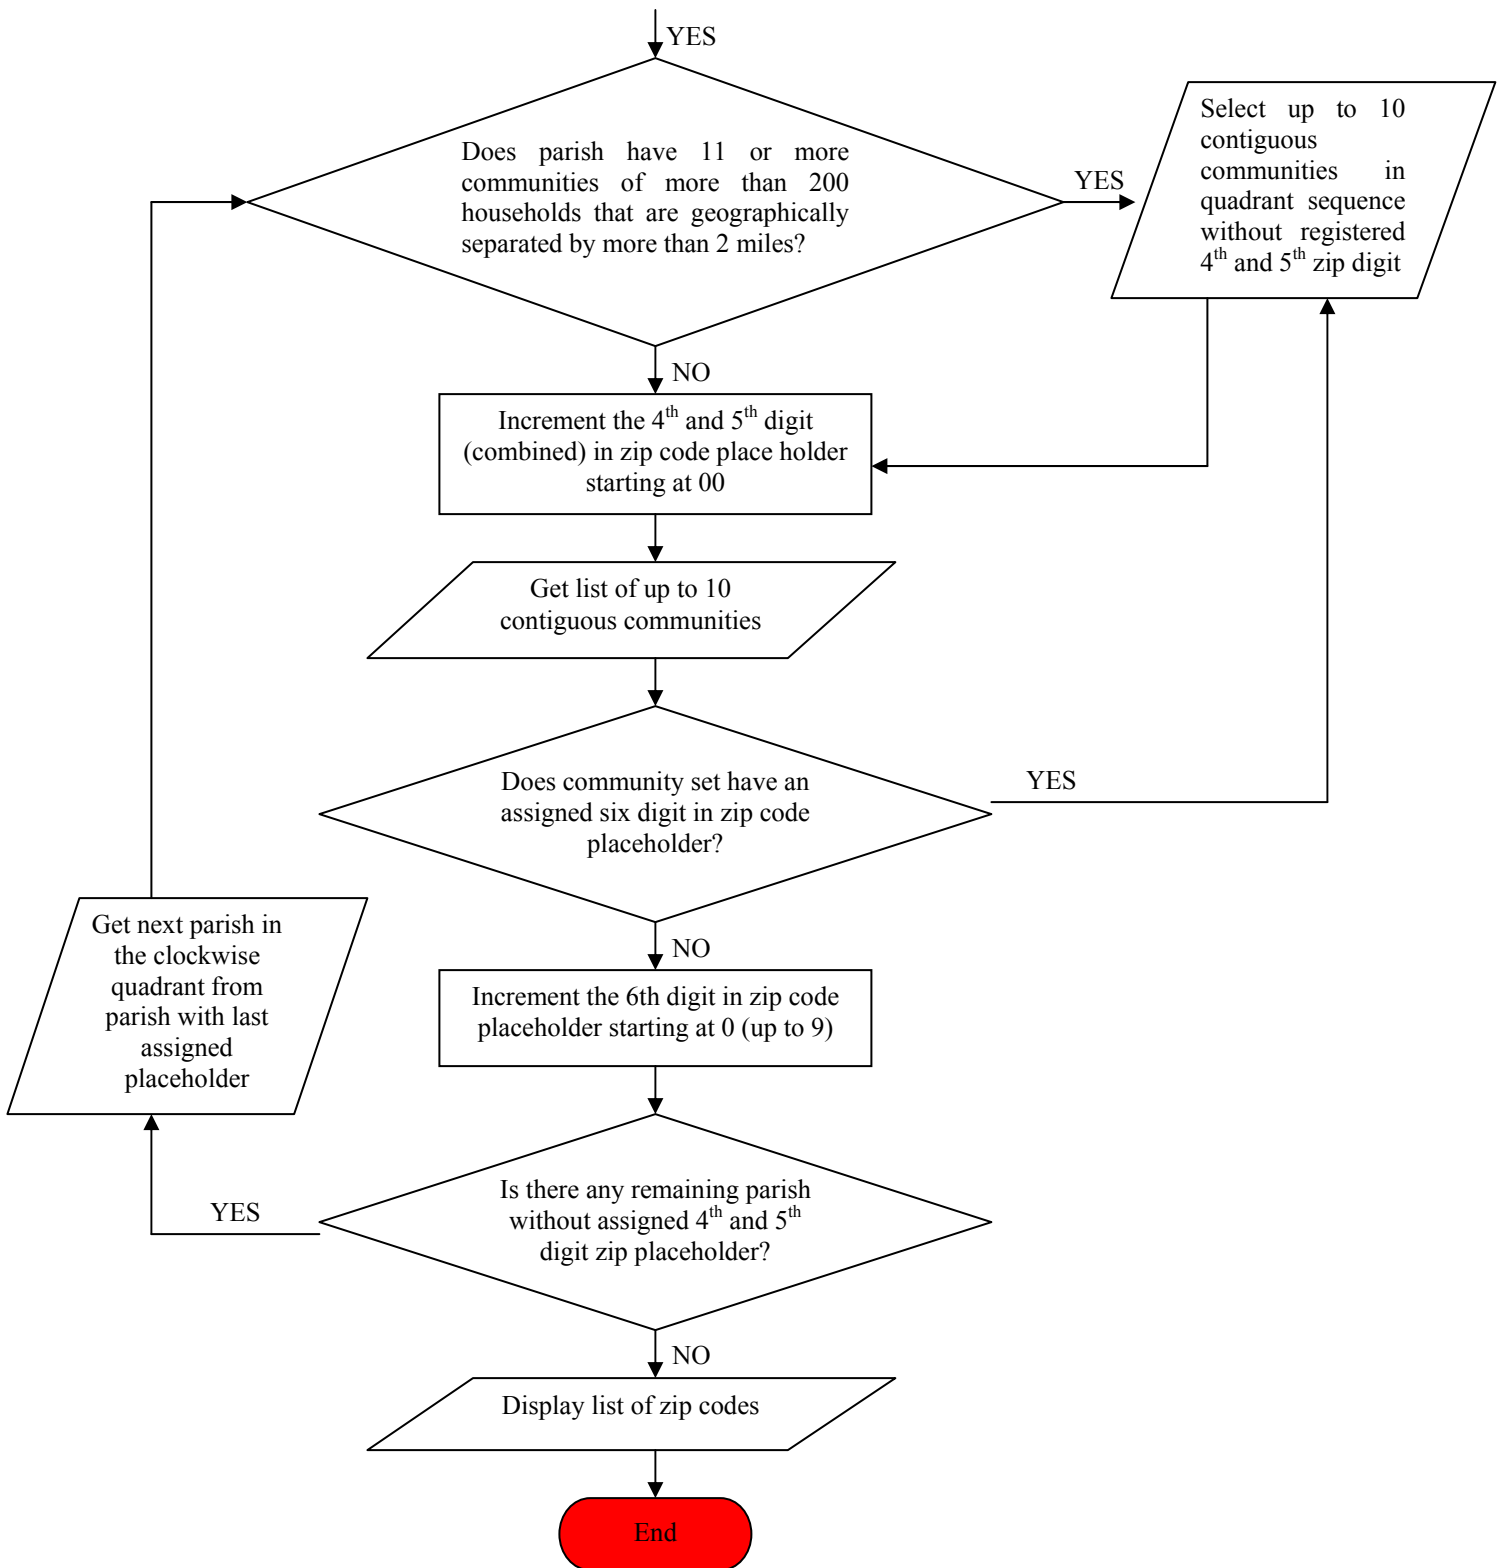 YES
Does parish have 11 or more
communities of more than 200
households that are geographically
separated by more than 2 miles?
YES
Select up to 10
contiguous
communities in
quadrant sequence
without registered
4th and 5th zip digit
NO
Increment the 4th and 5th digit
(combined) in zip code place holder
starting at 00
Get list of up to 10
contiguous communities
Does community set have an
assigned six digit in zip code
placeholder?
YES
NO
Increment the 6th digit in zip code
placeholder starting at 0 (up to 9)
Get next parish in
the clockwise
quadrant from
parish with last
assigned
placeholder
Is there any remaining parish
without assigned 4th and 5th
digit zip placeholder?
YES
NO
Display list of zip codes
End